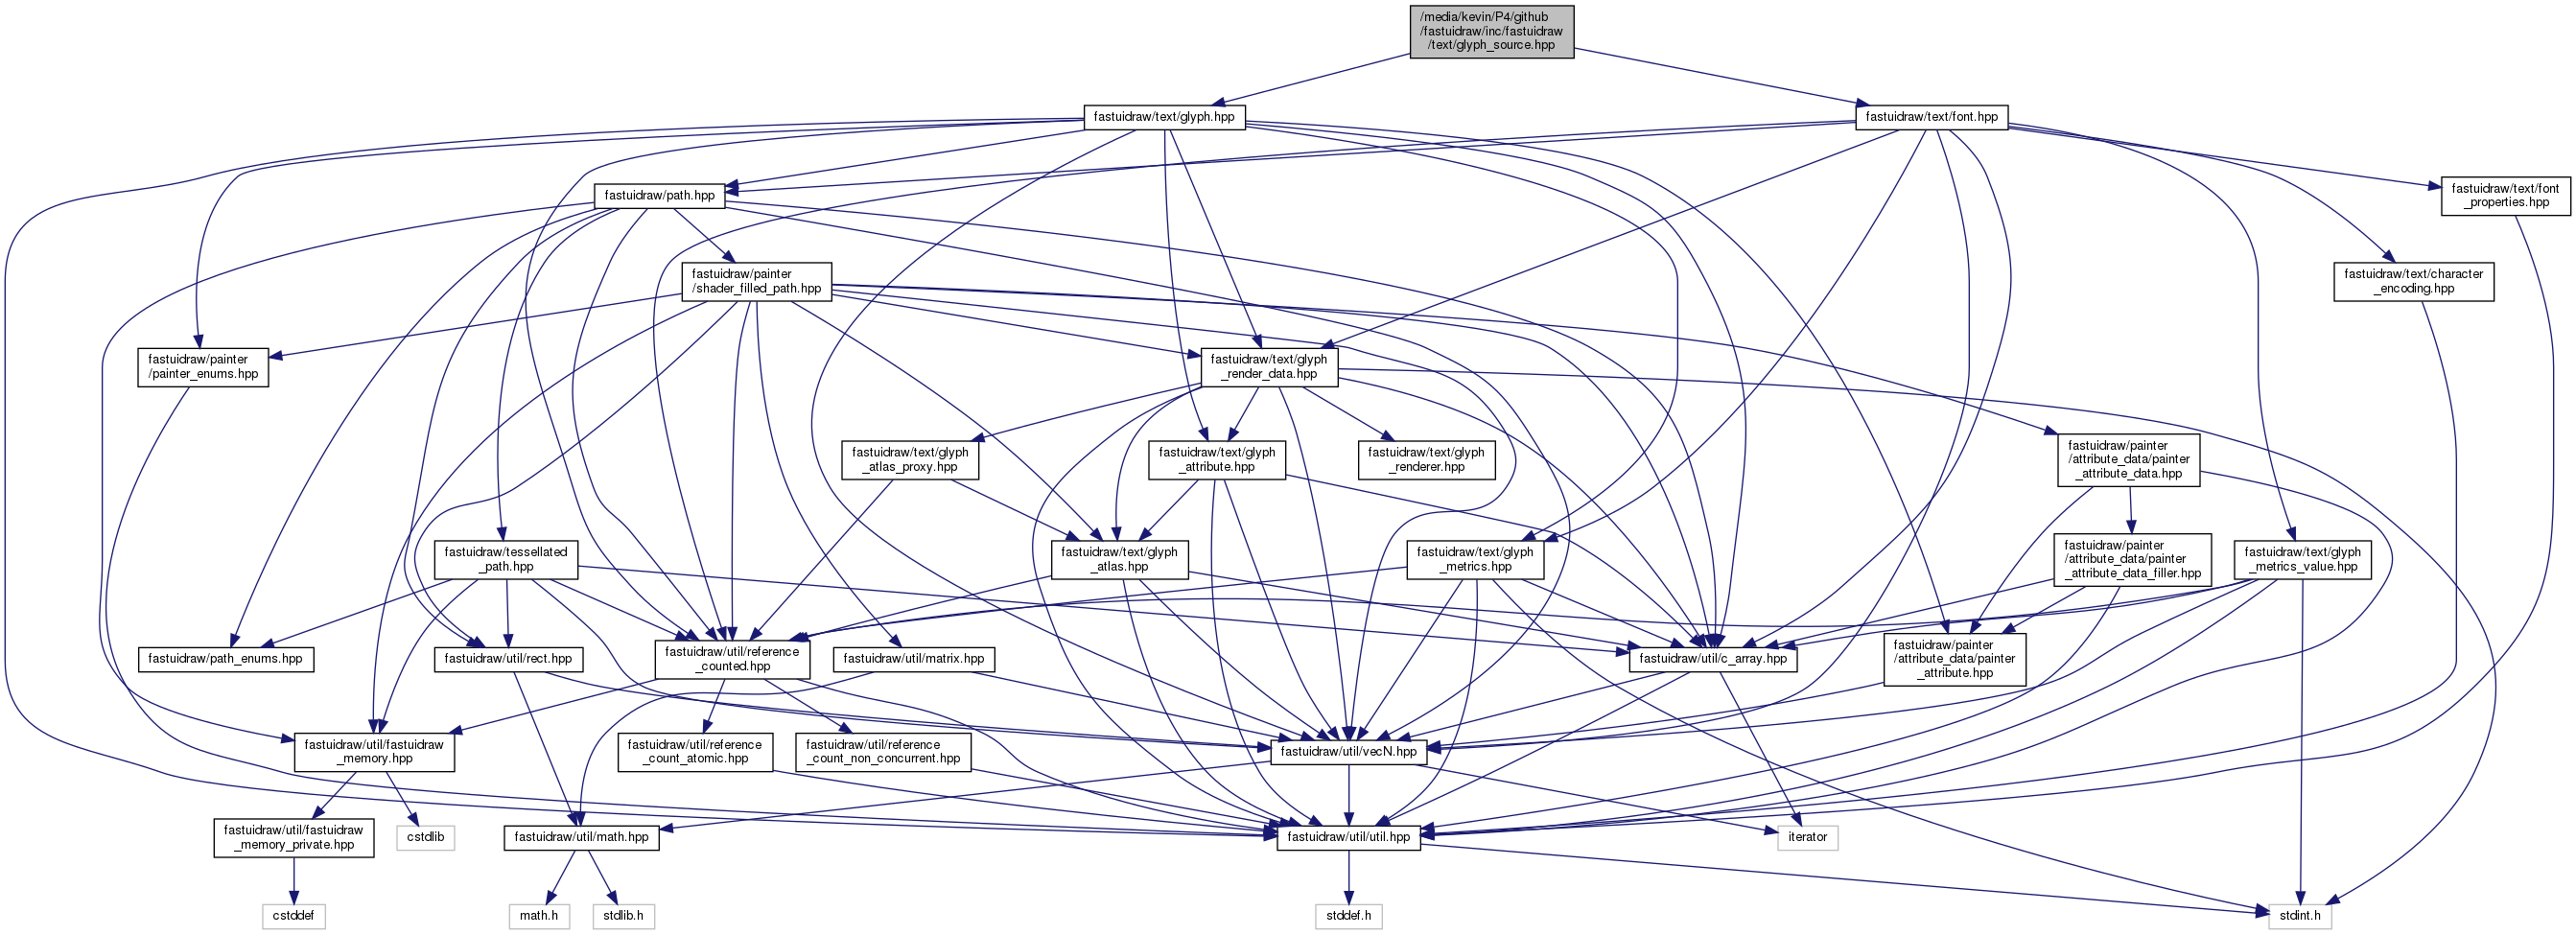 /media/kevin/P4/github
/fastuidraw/inc/fastuidraw
/text/glyph_source.hpp
fastuidraw/text/glyph.hpp
fastuidraw/text/font.hpp
fastuidraw/path.hpp
fastuidraw/text/font
_properties.hpp
fastuidraw/painter
/shader_filled_path.hpp
fastuidraw/text/character
_encoding.hpp
fastuidraw/painter
/painter_enums.hpp
fastuidraw/text/glyph
_render_data.hpp
fastuidraw/text/glyph
_atlas_proxy.hpp
fastuidraw/text/glyph
_attribute.hpp
fastuidraw/text/glyph
_renderer.hpp
fastuidraw/painter
/attribute_data/painter
_attribute_data.hpp
fastuidraw/tessellated
_path.hpp
fastuidraw/text/glyph
_atlas.hpp
fastuidraw/text/glyph
_metrics.hpp
fastuidraw/painter
/attribute_data/painter
_attribute_data_filler.hpp
fastuidraw/text/glyph
_metrics_value.hpp
fastuidraw/path_enums.hpp
fastuidraw/util/rect.hpp
fastuidraw/util/reference
_counted.hpp
fastuidraw/util/matrix.hpp
fastuidraw/util/c_array.hpp
fastuidraw/painter
/attribute_data/painter
_attribute.hpp
fastuidraw/util/fastuidraw
_memory.hpp
fastuidraw/util/reference
_count_atomic.hpp
fastuidraw/util/reference
_count_non_concurrent.hpp
fastuidraw/util/vecN.hpp
fastuidraw/util/fastuidraw
_memory_private.hpp
cstdlib
fastuidraw/util/math.hpp
fastuidraw/util/util.hpp
iterator
cstddef
math.h
stdlib.h
stddef.h
stdint.h